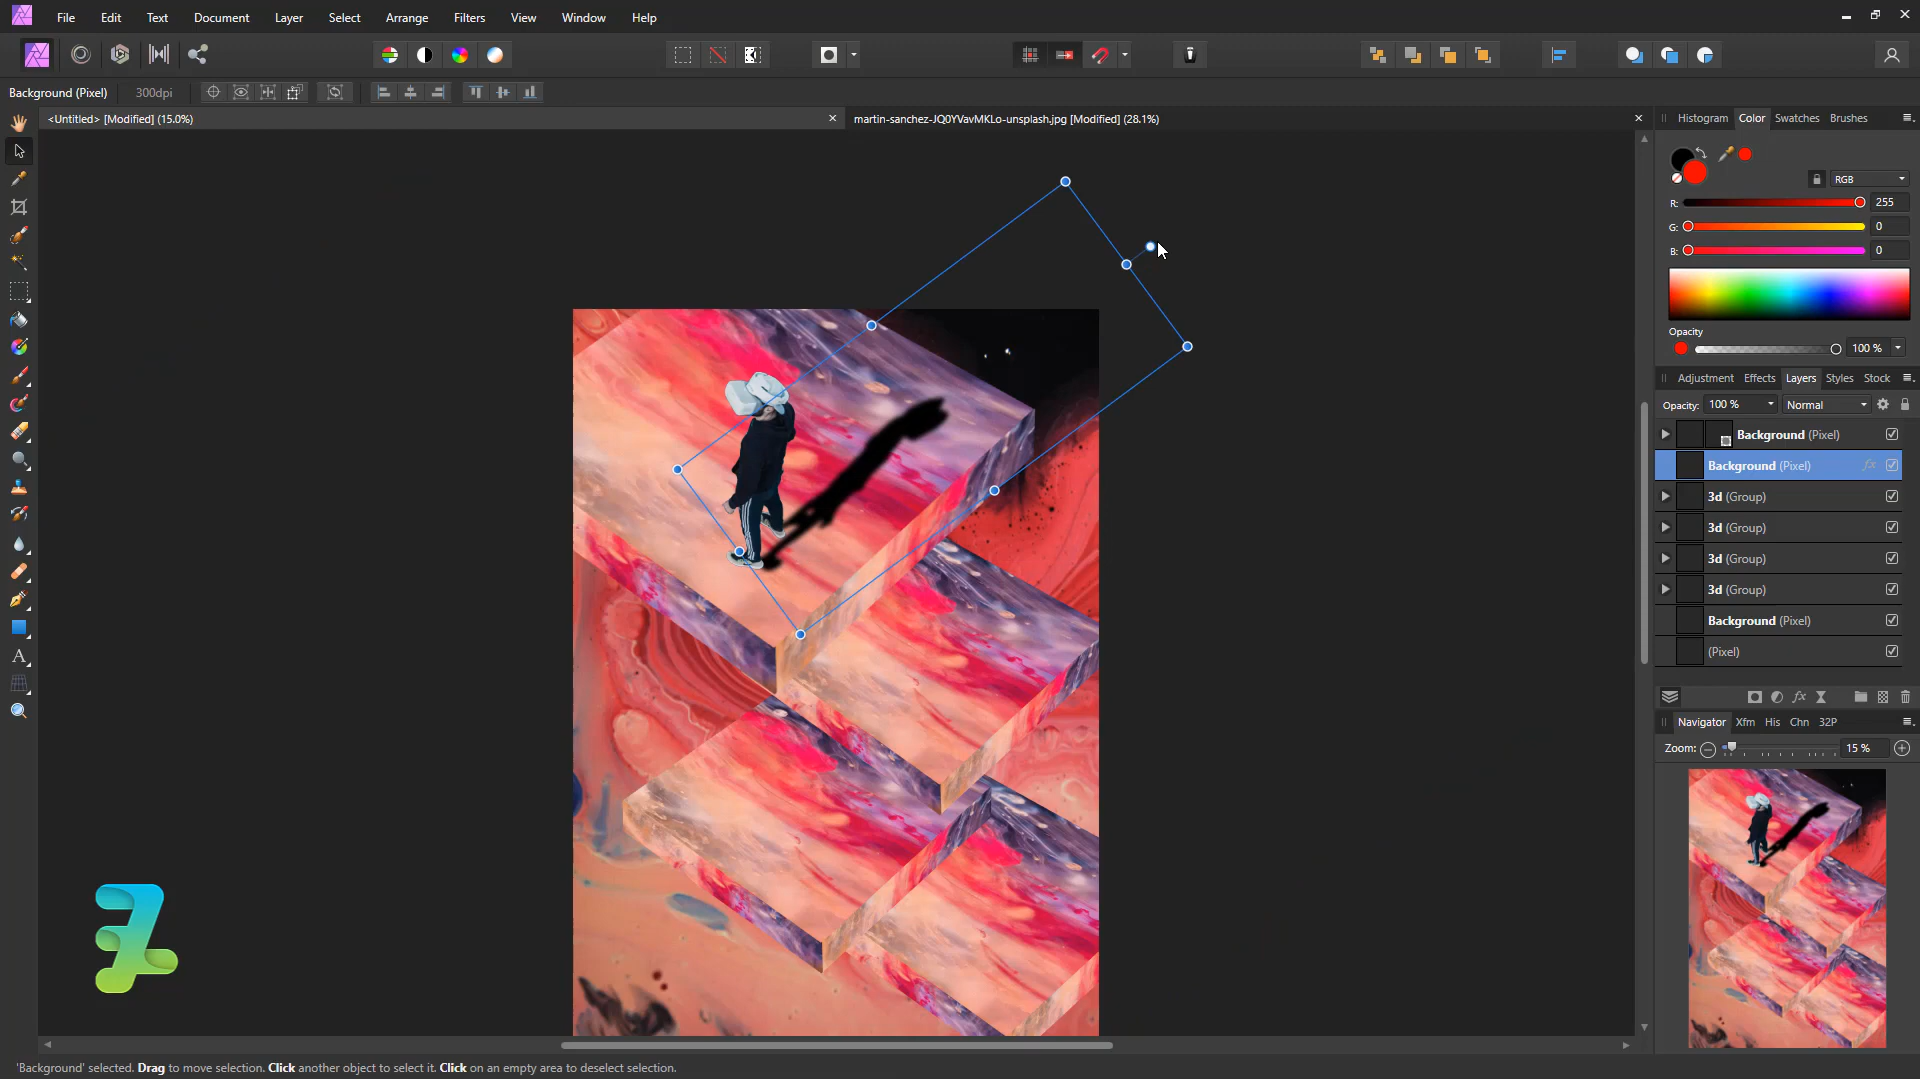 File Edit Text Document Layer Select Arrange Filters View Window Help
Background (Pixel) 300dpi
<Untitled> [Modified] (15.0%)
martin-sanchez-JQ0YVavMKLo-unsplash.jpg [Modified] (28.1%)
Histogram Color Swatches Brushes
RGB
R: 255
G: 0
B: 0
Opacity
100 %
Adjustment Effects Layers Styles Stock
Opacity: 100 % Normal
Background (Pixel)
Background (Pixel) fx
3d (Group)
3d (Group)
3d (Group)
3d (Group)
Background (Pixel)
(Pixel)
fx
Navigator Xfm His Chn 32P
Zoom: 15 %
A
'Background' selected. Drag to move selection. Click another object to select it. Click on an empty area to deselect selection.